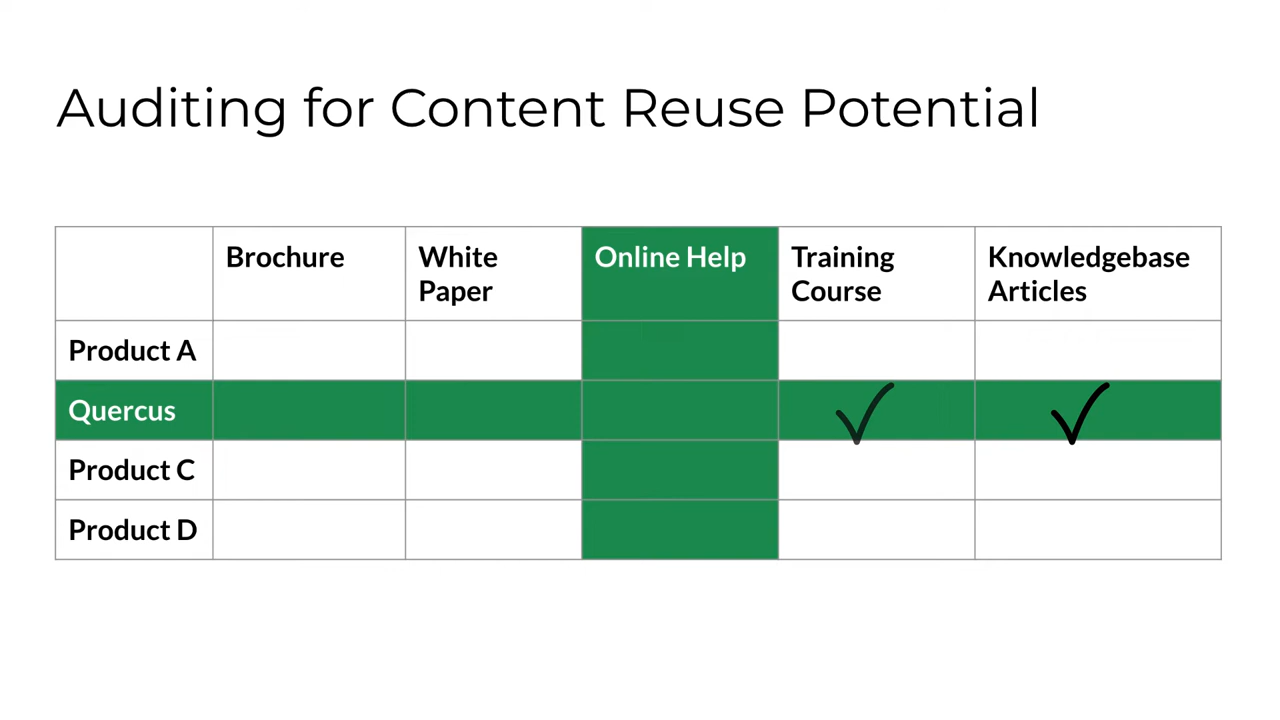 Auditing for Content Reuse Potential
Brochure
White
Paper
Online Help
Training
Course
Knowledgebase
Articles
Product A
Quercus
Product C
Product D